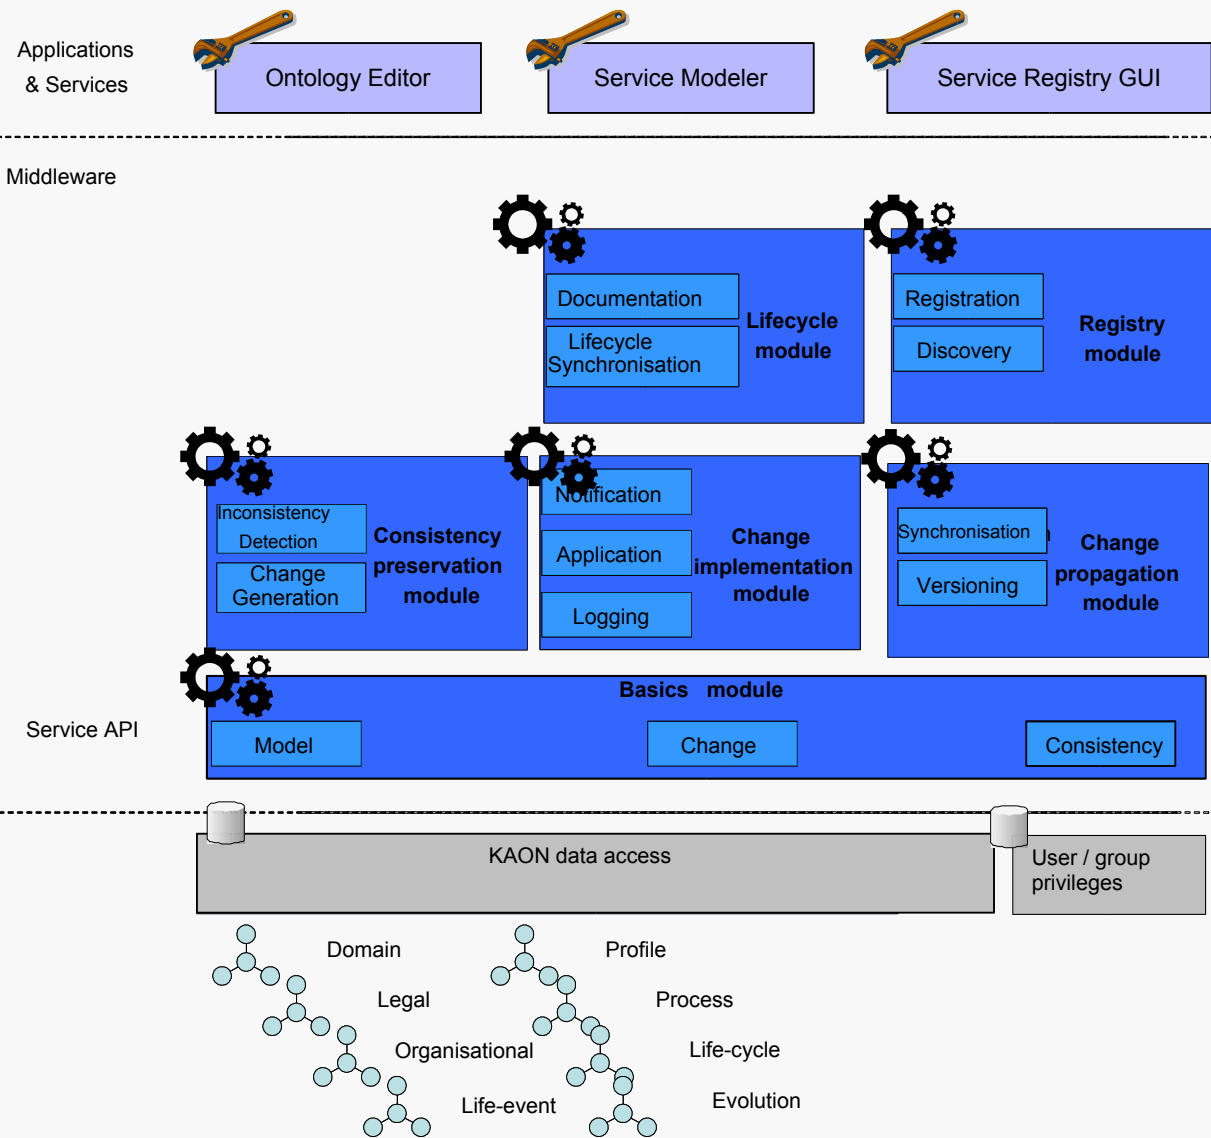 Applications
& Services
Ontology Editor
Service Modeler
Service Registry GUI
Middleware
Documentation
Lifecycle
Synchronisation
Lifecycle
module
Registration
Discovery
Registry
module
Inconsistency
Detection
Change
Generation
Consistency
preservation
module
Notification
Application
Logging
Change
implementation
module
Synchronisation
Versioning
Change
propagation
module
Basics module
Service API
Model
Change
Consistency
KAON data access
User / group
privileges
Domain
Legal
Organisational
Life-event
Profile
Process
Life-cycle
Evolution